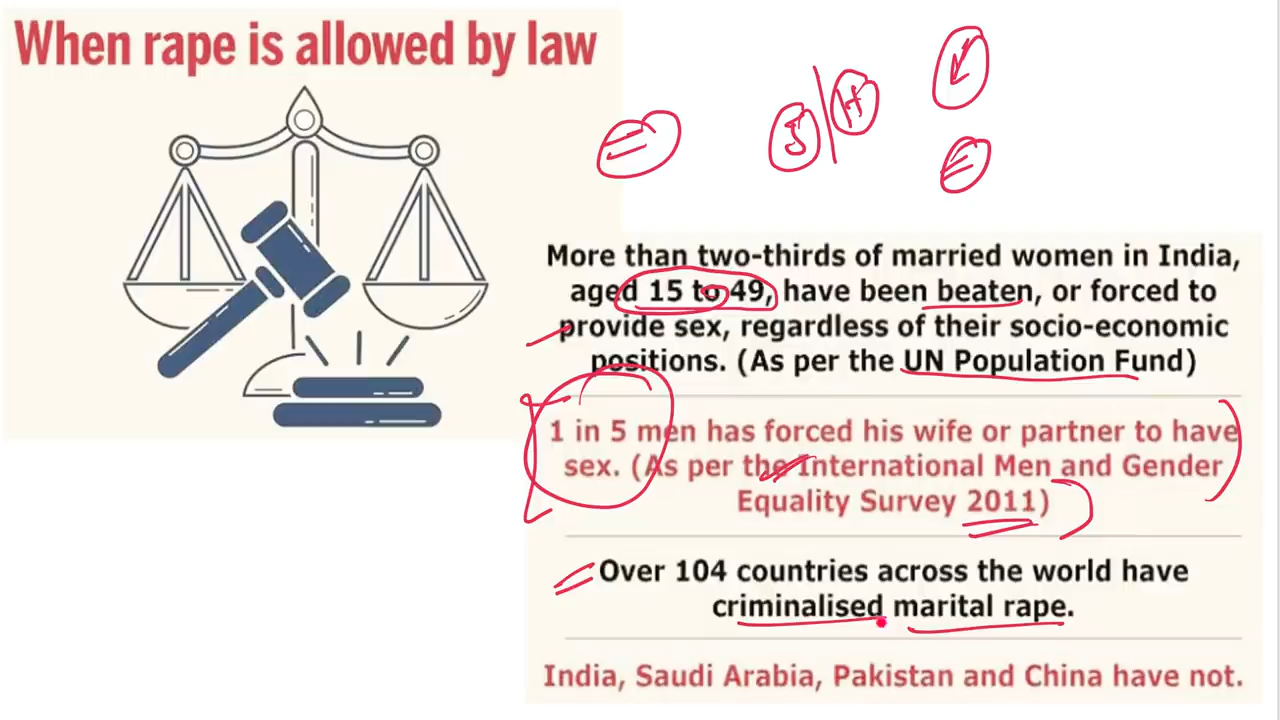 When rape is allowed by law
More than two-thirds of married women in India,
aged 15 to 49, have been beaten, or forced to
provide sex, regardless of their socio-economic
positions. (As per the UN Population Fund)
1 in 5 men has forced his wife or partner to have
sex. (As per the International Men and Gender
Equality Survey 2011)
Over 104 countries across the world have
criminalised marital rape.
India, Saudi Arabia, Pakistan and China have not.